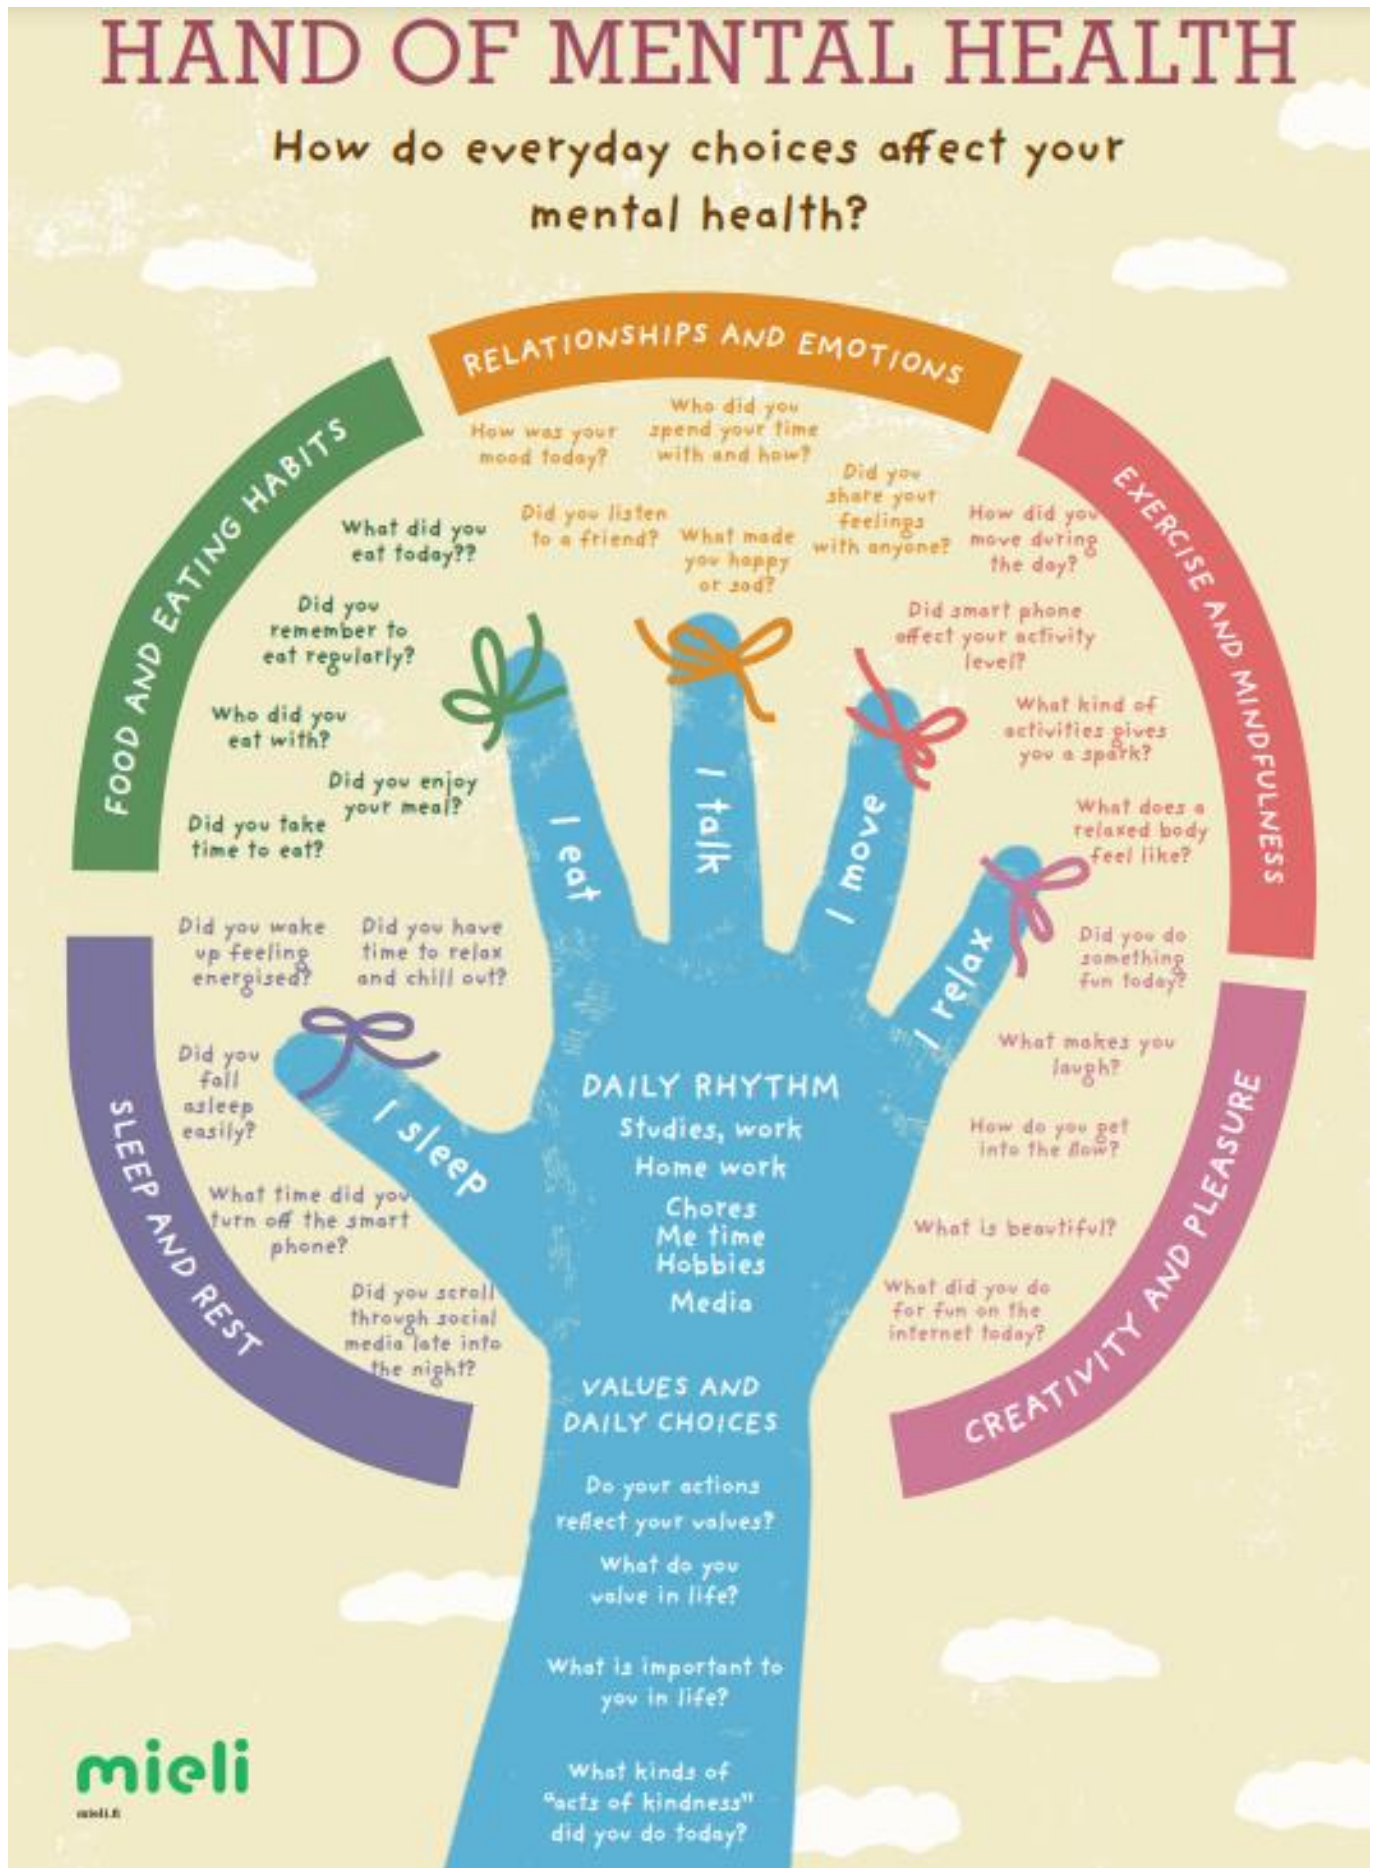 HAND OF MENTAL HEALTH
How do everyday choices affect your
mental health?
RELATIONSHIPS AND EMOTIONS
How was your
mood today?
Who did you
spend your time
with and how?
Did you listen
to a friend?
What made
you happy
or sad?
Did you
share your
feelings
with anyone?
FOOD AND EATING HABITS
What did you
eat today??
Did you
remember to
eat regularly?
Who did you
eat with?
Did you enjoy
your meal?
Did you take
time to eat?
EXERCISE AND MINDFULNESS
How did you
move during
the day?
Did smart phone
affect your activity
level?
What kind of
activities gives
you a spark?
What does a
relaxed body
feel like?
I eat
I talk
I move
I relax
I sleep
SLEEP AND REST
Did you wake
up feeling
energised?
Did you have
time to relax
and chill out?
Did you
fall
asleep
easily?
What time did you
turn off the smart
phone?
Did you scroll
through social
media late into
the night?
CREATIVITY AND PLEASURE
Did you do
something
fun today?
What makes you
laugh?
How do you get
into the flow?
What is beautiful?
What did you do
for fun on the
internet today?
DAILY RHYTHM
Studies, work
Home work
Chores
Me time
Hobbies
Media
VALUES AND
DAILY CHOICES
Do your actions
reflect your values?
What do you
value in life?
What is important to
you in life?
What kinds of
"acts of kindness"
did you do today?
mieli
mieli.fi